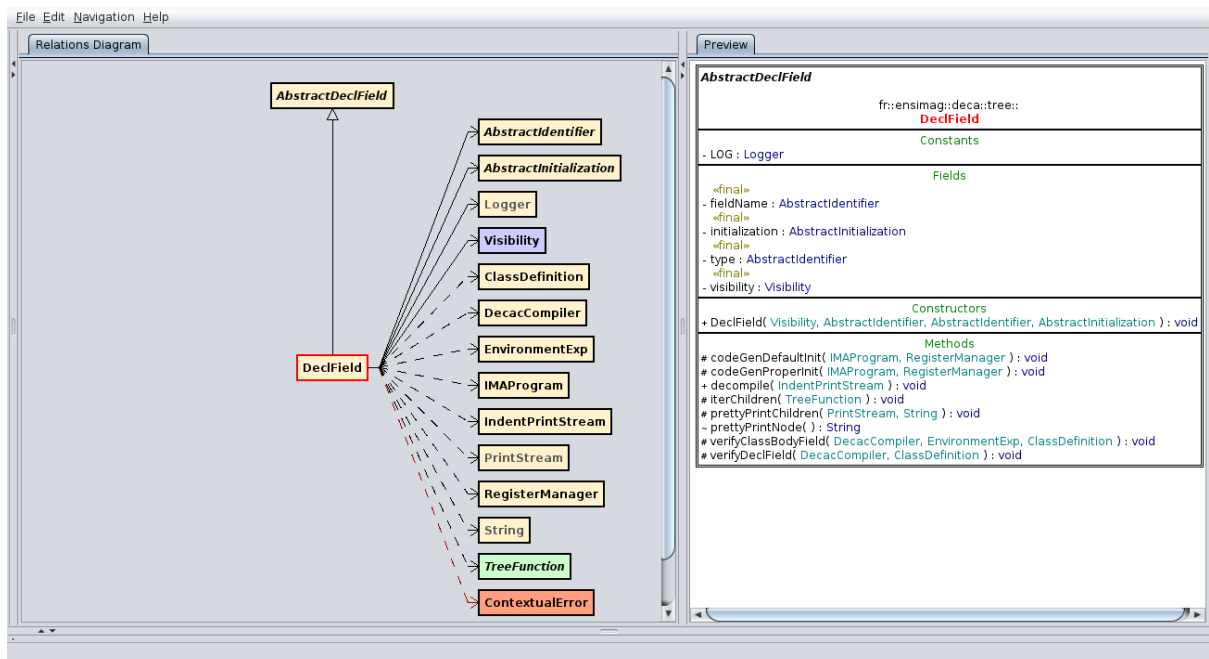 File Edit Navigation Help
Relations Diagram
AbstractDeclField
AbstractIdentifier
AbstractInitialization
Logger
Visibility
ClassDefinition
DecacCompiler
EnvironmentExp
DeclField
IMAProgram
IndentPrintStream
PrintStream
RegisterManager
String
TreeFunction
ContextualError
Preview
AbstractDeclField
fr::ensimag::deca::tree::
DeclField
Constants
- LOG : Logger
Fields
«final»
- fieldName : AbstractIdentifier
«final»
- initialization : AbstractInitialization
«final»
- type : AbstractIdentifier
«final»
- visibility : Visibility
Constructors
+ DeclField( Visibility, AbstractIdentifier, AbstractIdentifier, AbstractInitialization ) : void
Methods
# codeGenDefaultInit( IMAProgram, RegisterManager ) : void
# codeGenProperInit( IMAProgram, RegisterManager ) : void
+ decompile( IndentPrintStream ) : void
# iterChildren( TreeFunction ) : void
# prettyPrintChildren( PrintStream, String ) : void
~ prettyPrintNode( ) : String
# verifyClassBodyField( DecacCompiler, EnvironmentExp, ClassDefinition ) : void
# verifyDeclField( DecacCompiler, ClassDefinition ) : void